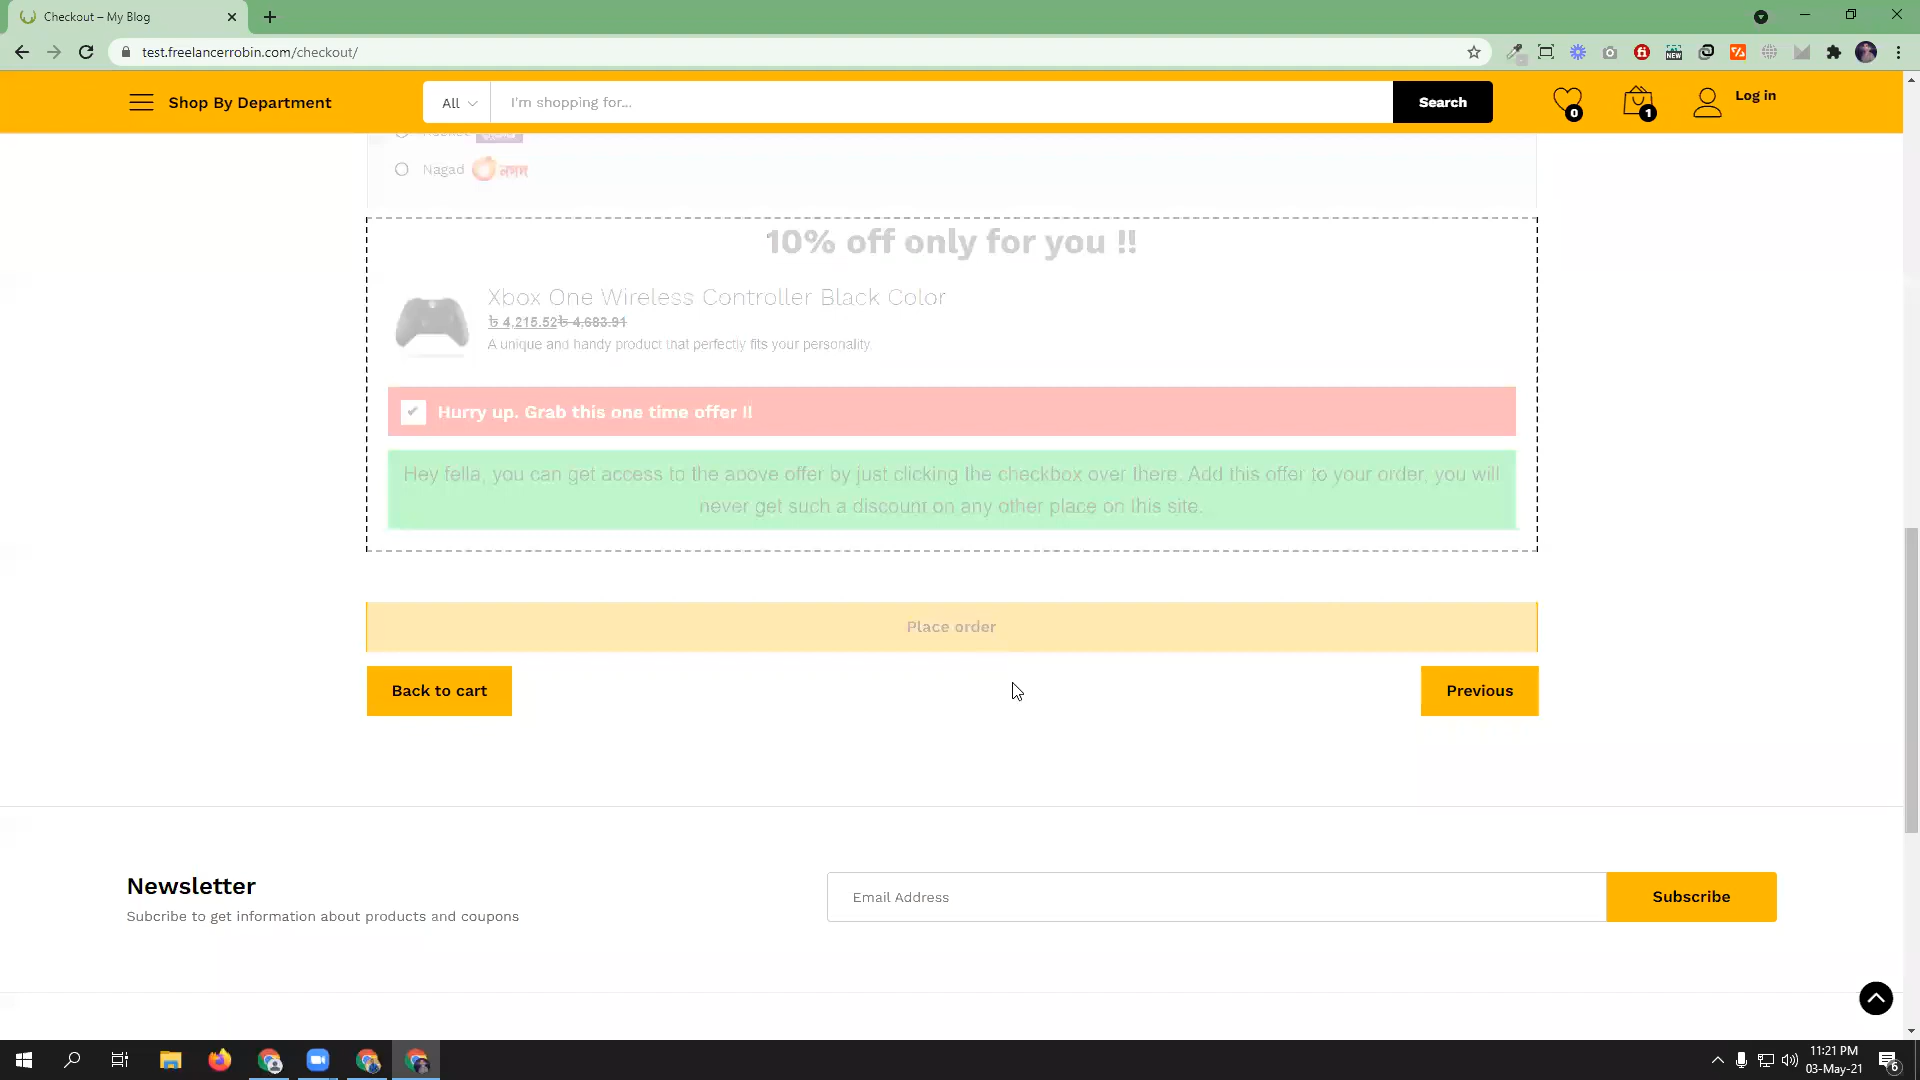 Checkout – My Blog
test.freelancerrobin.com/checkout/
Shop By Department
All
I'm shopping for...
Search
0
1
Log in
Nagad
নগদ
10% off only for you !!
Xbox One Wireless Controller Black Color
৳ 4,215.52৳ 4,683.91
A unique and handy product that perfectly fits your personality.
Hurry up. Grab this one time offer !!
Hey fella, you can get access to the above offer by just clicking the checkbox over there. Add this offer to your order, you will
never get such a discount on any other place on this site.
Place order
Back to cart
Previous
Newsletter
Subcribe to get information about products and coupons
Email Address
Subscribe
NEW
11:21 PM
03-May-21
6